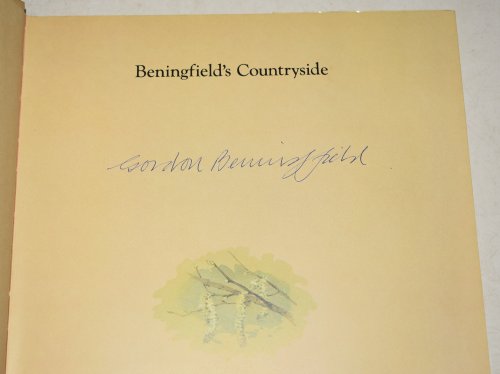 Beningfield's Countryside
Gordon Beningfield